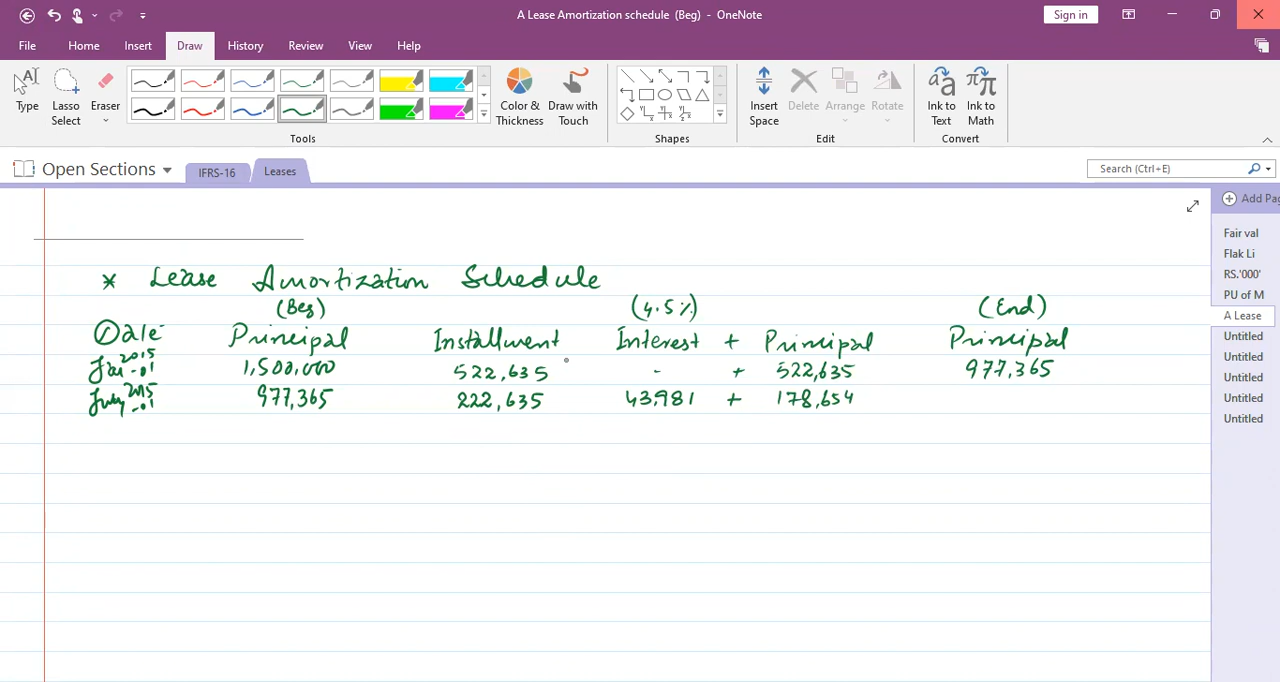 A Lease Amortization schedule (Beg) - OneNote
Sign in
File Home Insert Draw History Review View Help
Type
Lasso Select
Eraser
Color & Thickness
Draw with Touch
Insert Space
Delete
Arrange
Rotate
Ink to Text
Ink to Math
Tools
Shapes
Edit
Convert
Open Sections
IFRS-16
Leases
Search (Ctrl+E)
Add Pag
Fair val
Flak Li
RS.'000'
PU of M
A Lease
Untitled
Untitled
Untitled
Untitled
Untitled
* Lease Amortization Schedule
(Beg) (4.5%) (End)
Date Principal Installment Interest + Principal Principal
Jan 2015-01 1,500,000 522,635 - + 522,635 977,365
July 2015-01 977,365 222,635 43,981 + 178,654